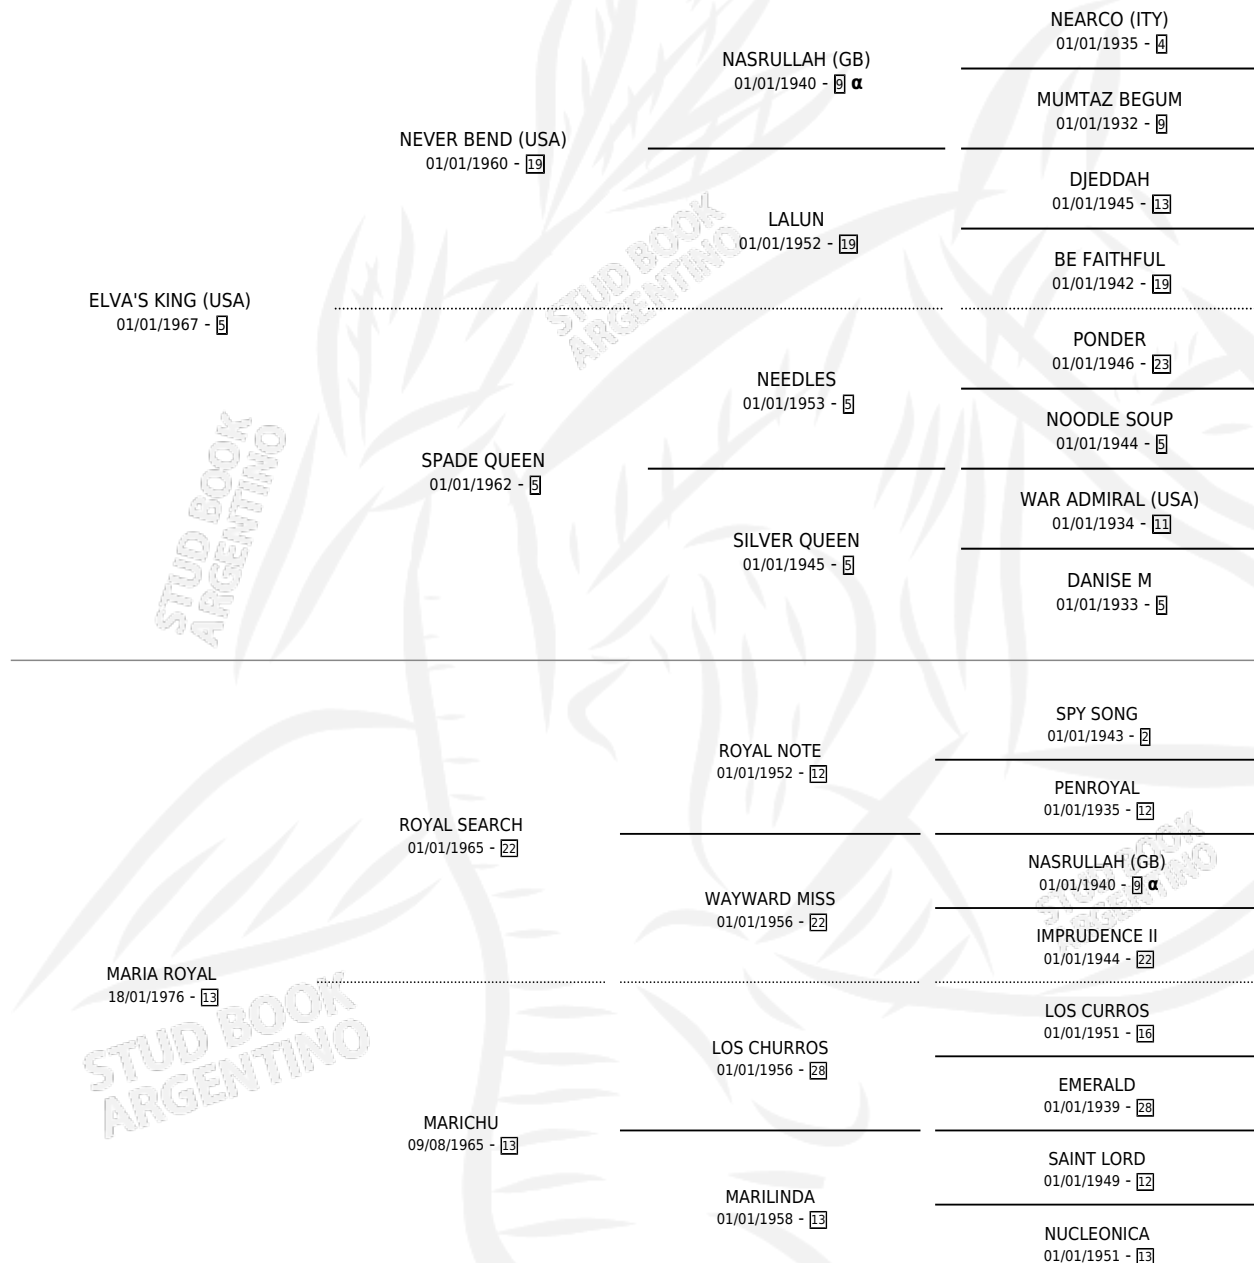 NEARCO (ITY)
01/01/1935 - 4
NASRULLAH (GB)
01/01/1940 - 9 α
MUMTAZ BEGUM
01/01/1932 - 9
NEVER BEND (USA)
01/01/1960 - 19
DJEDDAH
01/01/1945 - 13
LALUN
01/01/1952 - 19
BE FAITHFUL
01/01/1942 - 19
ELVA'S KING (USA)
01/01/1967 - 5
STUD BOOK
ARGENTINO
PONDER
01/01/1946 - 23
NEEDLES
01/01/1953 - 5
NOODLE SOUP
01/01/1944 - 5
SPADE QUEEN
01/01/1962 - 5
STUD BOOK
ARGENTINO
WAR ADMIRAL (USA)
01/01/1934 - 11
SILVER QUEEN
01/01/1945 - 5
DANISE M
01/01/1933 - 5
SPY SONG
01/01/1943 - 2
ROYAL NOTE
01/01/1952 - 12
PENROYAL
01/01/1935 - 12
ROYAL SEARCH
01/01/1965 - 22
STUD BOOK
ARGENTINO
NASRULLAH (GB)
01/01/1940 - 9 α
WAYWARD MISS
01/01/1956 - 22
IMPRUDENCE II
01/01/1944 - 22
MARIA ROYAL
18/01/1976 - 13
STUD BOOK
ARGENTINO
LOS CURROS
01/01/1951 - 16
LOS CHURROS
01/01/1956 - 28
EMERALD
01/01/1939 - 28
MARICHU
09/08/1965 - 13
SAINT LORD
01/01/1949 - 12
MARILINDA
01/01/1958 - 13
NUCLEONICA
01/01/1951 - 13